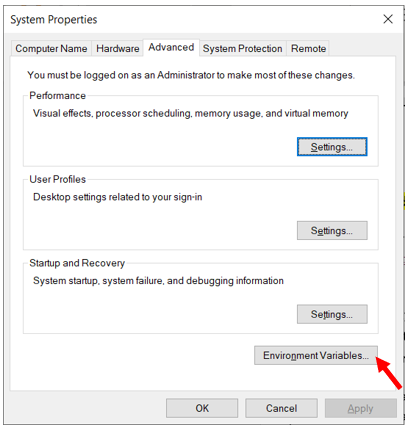 System Properties
Computer Name Hardware Advanced System Protection Remote
You must be logged on as an Administrator to make most of these changes.
Performance
Visual effects, processor scheduling, memory usage, and virtual memory
Settings...
User Profiles
Desktop settings related to your sign-in
Settings...
Startup and Recovery
System startup, system failure, and debugging information
Settings...
Environment Variables...
OK Cancel Apply